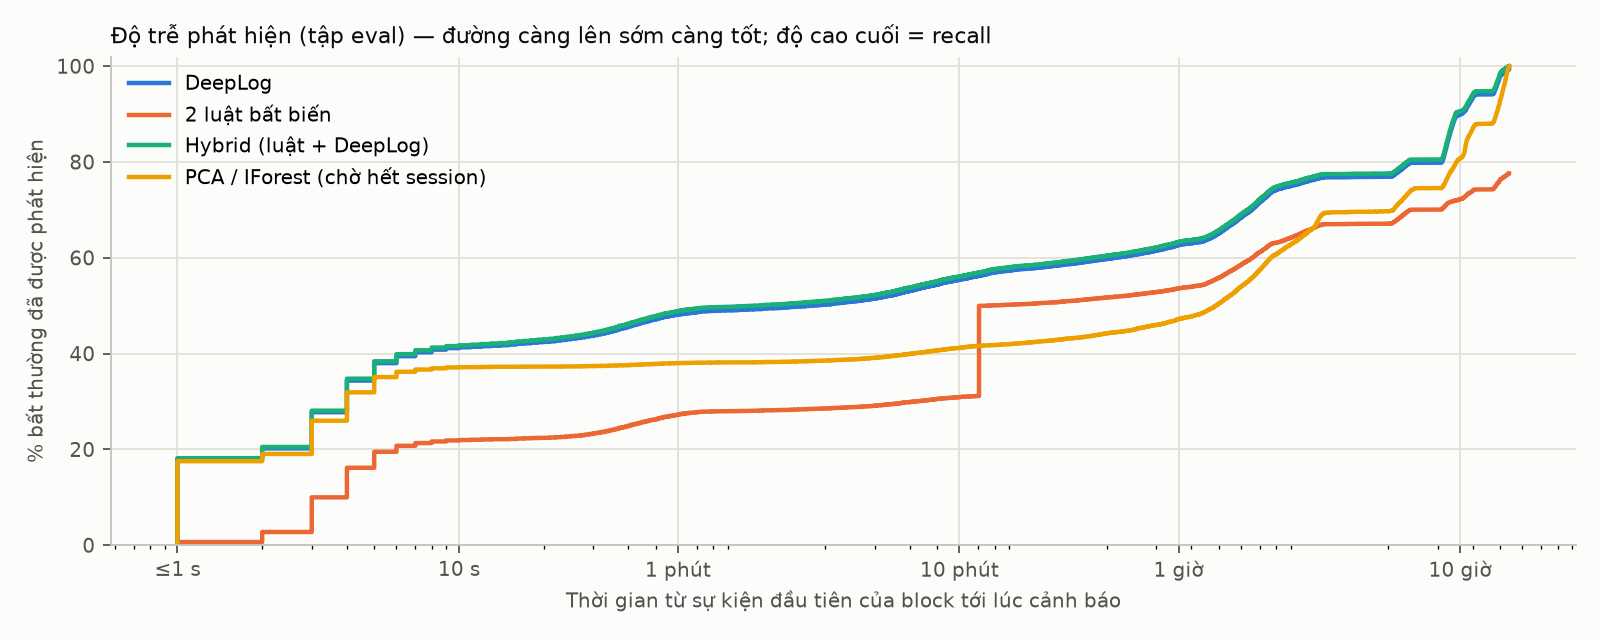 Độ trễ phát hiện (tập eval) — đường càng lên sớm càng tốt; độ cao cuối = recall
DeepLog
2 luật bất biến
Hybrid (luật + DeepLog)
PCA / IForest (chờ hết session)
% bất thường đã được phát hiện
100
80
60
40
20
0
≤1 s
10 s
1 phút
10 phút
1 giờ
10 giờ
Thời gian từ sự kiện đầu tiên của block tới lúc cảnh báo